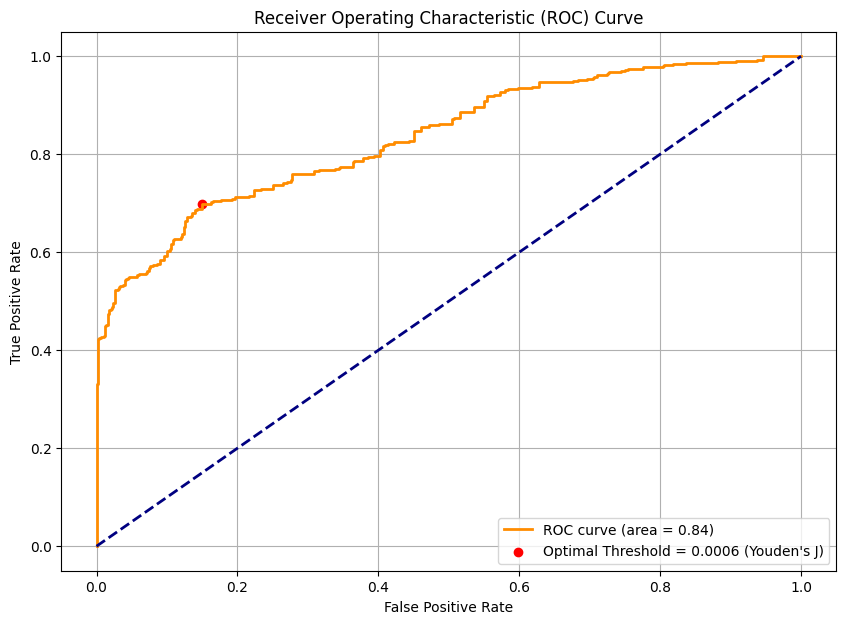 Receiver Operating Characteristic (ROC) Curve
True Positive Rate
1.0
0.8
0.6
0.4
0.2
0.0
0.0 0.2 0.4 0.6 0.8 1.0
False Positive Rate
ROC curve (area = 0.84)
Optimal Threshold = 0.0006 (Youden's J)